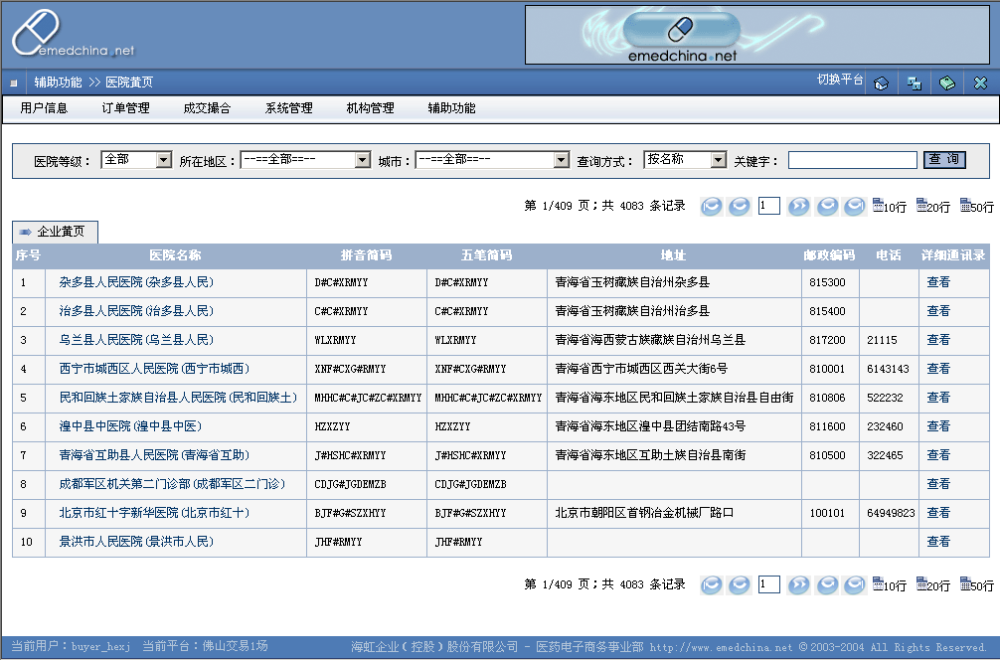 emedchina.net
emedchina.net
辅助功能 >> 医院黄页 切换平台
用户信息 订单管理 成交撮合 系统管理 机构管理 辅助功能
医院等级： 全部 所在地区： --==全部==-- 城市： --==全部==-- 查询方式： 按名称 关键字： 查 询
第 1/409 页；共 4083 条记录 1 10行 20行 50行
企业黄页
序号 医院名称 拼音简码 五笔简码 地址 邮政编码 电话 详细通讯录
1 杂多县人民医院(杂多县人民) D#C#XRMYY D#C#XRMYY 青海省玉树藏族自治州杂多县 815300 查看
2 治多县人民医院(治多县人民) C#C#XRMYY C#C#XRMYY 青海省玉树藏族自治州治多县 815400 查看
3 乌兰县人民医院(乌兰县人民) WLXRMYY WLXRMYY 青海省海西蒙古族藏族自治州乌兰县 817200 21115 查看
4 西宁市城西区人民医院(西宁市城西) XNF#CXG#RMYY XNF#CXG#RMYY 青海省西宁市城西区西关大街6号 810001 6143143 查看
5 民和回族土家族自治县人民医院(民和回族土) MHHC#C#JC#ZC#XRMYY MHHC#C#JC#ZC#XRMYY 青海省海东地区民和回族土家族自治县自由街 810806 522232 查看
6 湟中县中医院(湟中县中医) HZXZYY HZXZYY 青海省海东地区湟中县团结南路43号 811600 232460 查看
7 青海省互助县人民医院(青海省互助) J#HSHC#XRMYY J#HSHC#XRMYY 青海省海东地区互助土族自治县南街 810500 322465 查看
8 成都军区机关第二门诊部(成都军区二门诊) CDJG#JGDEMZB CDJG#JGDEMZB 查看
9 北京市红十字新华医院(北京市红十) BJF#G#SZXHYY BJF#G#SZXHYY 北京市朝阳区首钢冶金机械厂路口 100101 64949823 查看
10 景洪市人民医院(景洪市人民) JHF#RMYY JHF#RMYY 查看
第 1/409 页；共 4083 条记录 1 10行 20行 50行
当前用户：buyer_hexj 当前平台：佛山交易1场 海虹企业(控股)股份有限公司 - 医药电子商务事业部 http://www.emedchina.net ©2003-2004 All Rights Reserved.